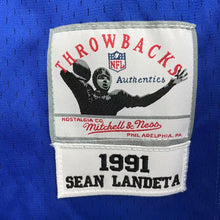 THROWBACKS
NFL
Authentics
NOSTALGIA CO.
Mitchell & Ness
PHILADELPHIA, PA.
1991
SEAN LANDETA